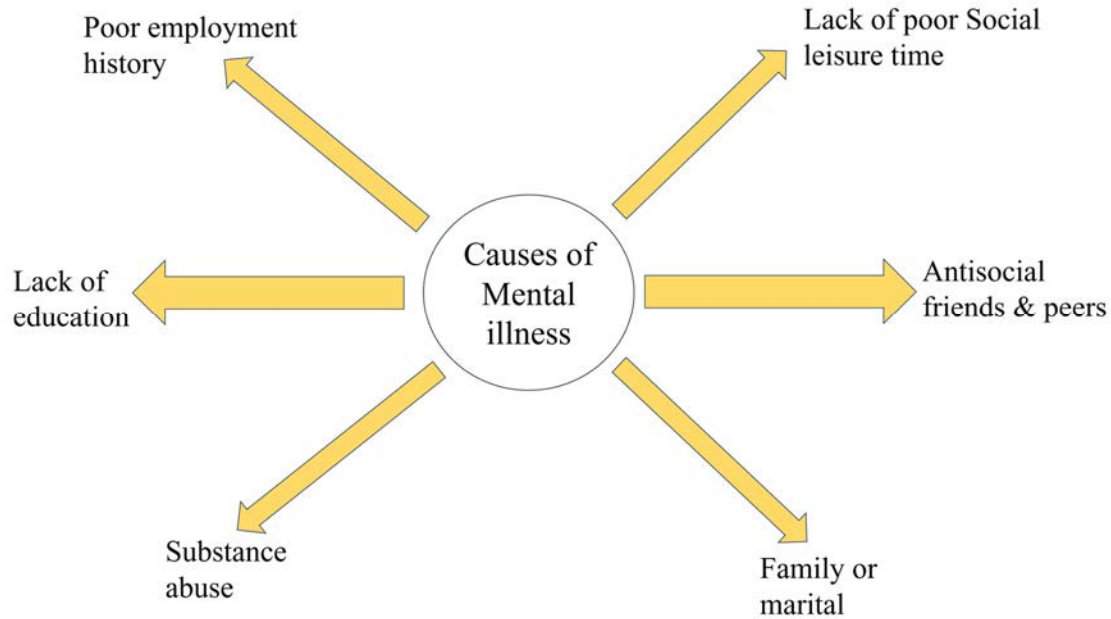 Poor employment
history
Lack of poor Social
leisure time
Causes of
Mental
illness
Lack of
education
Antisocial
friends & peers
Substance
abuse
Family or
marital